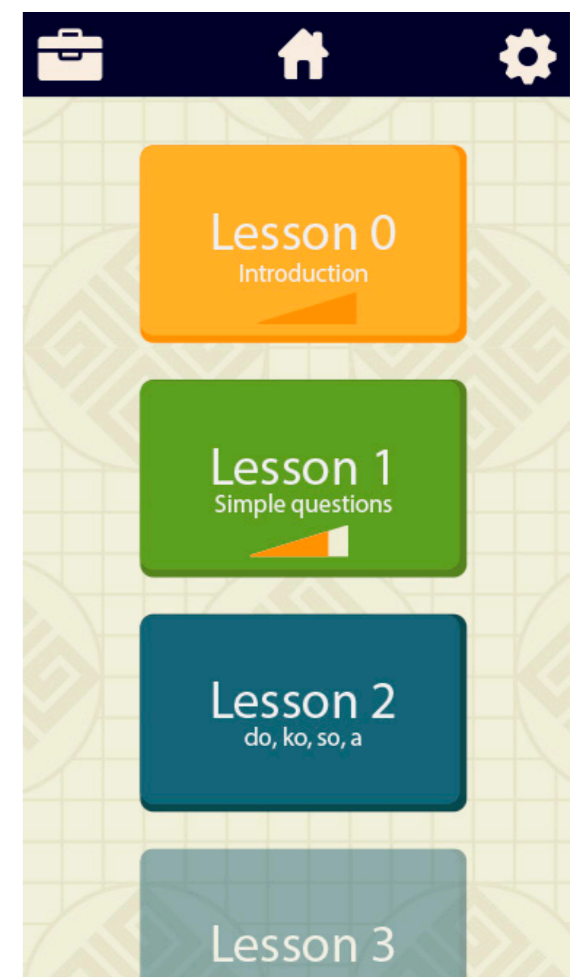 Lesson 0
Introduction
Lesson 1
Simple questions
Lesson 2
do, ko, so, a
Lesson 3